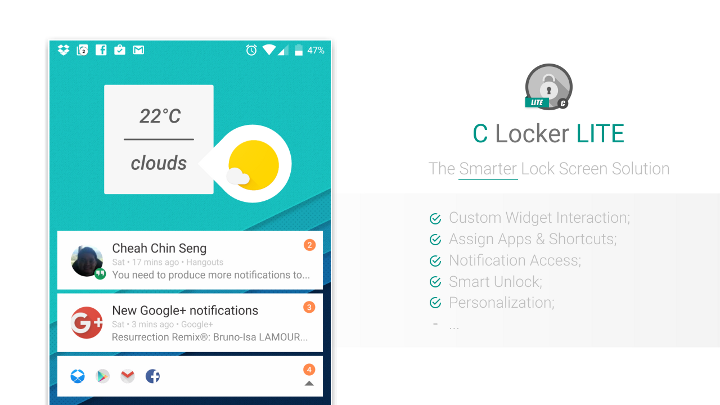 47%
22°C
clouds
Cheah Chin Seng
2
Sat • 17 mins ago • Hangouts
You need to produce more notifications to...
New Google+ notifications
3
Sat • 3 mins ago • Google+
Resurrection Remix®: Bruno-Isa LAMOUR...
4
G+
LITE C
C Locker LITE
The Smarter Lock Screen Solution
Custom Widget Interaction;
Assign Apps & Shortcuts;
Notification Access;
Smart Unlock;
Personalization;
- ...